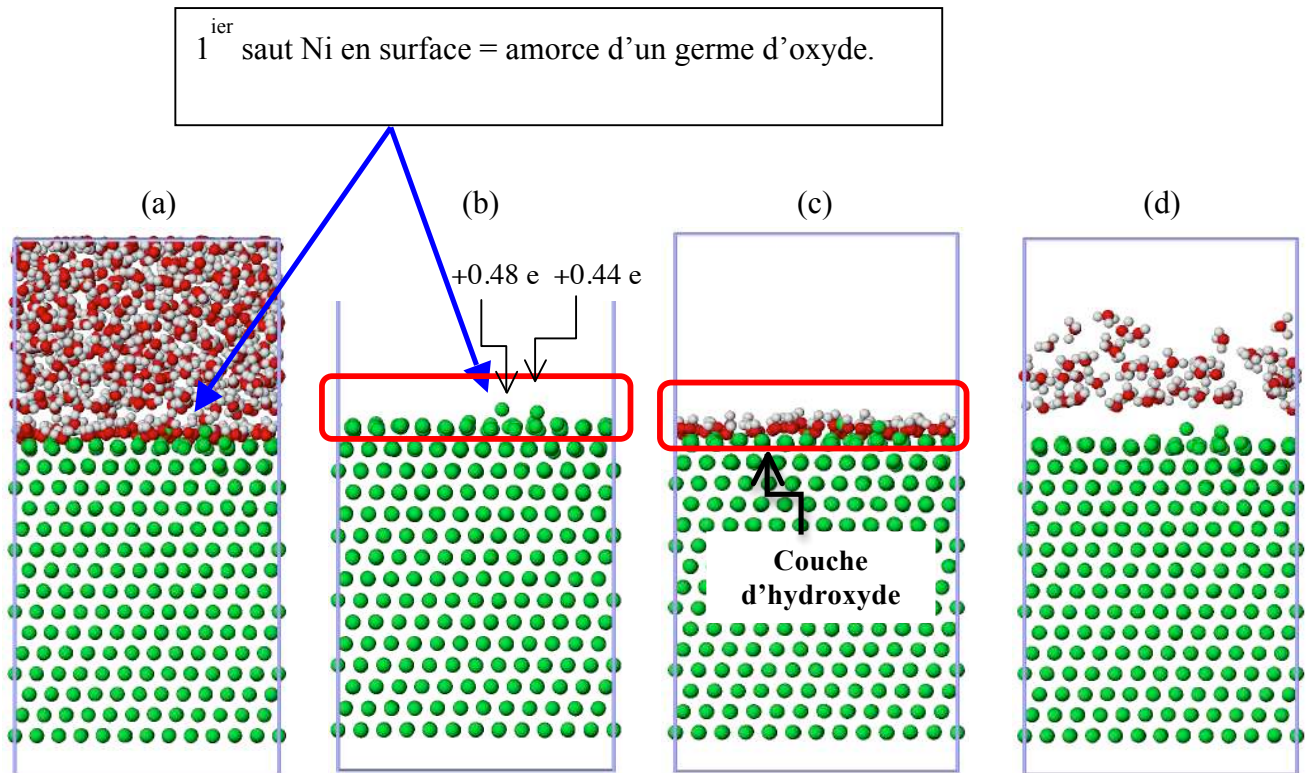 1ier saut Ni en surface = amorce d’un germe d’oxyde.
(a) (b) (c) (d)
+0.48 e +0.44 e
Couche
d’hydroxyde